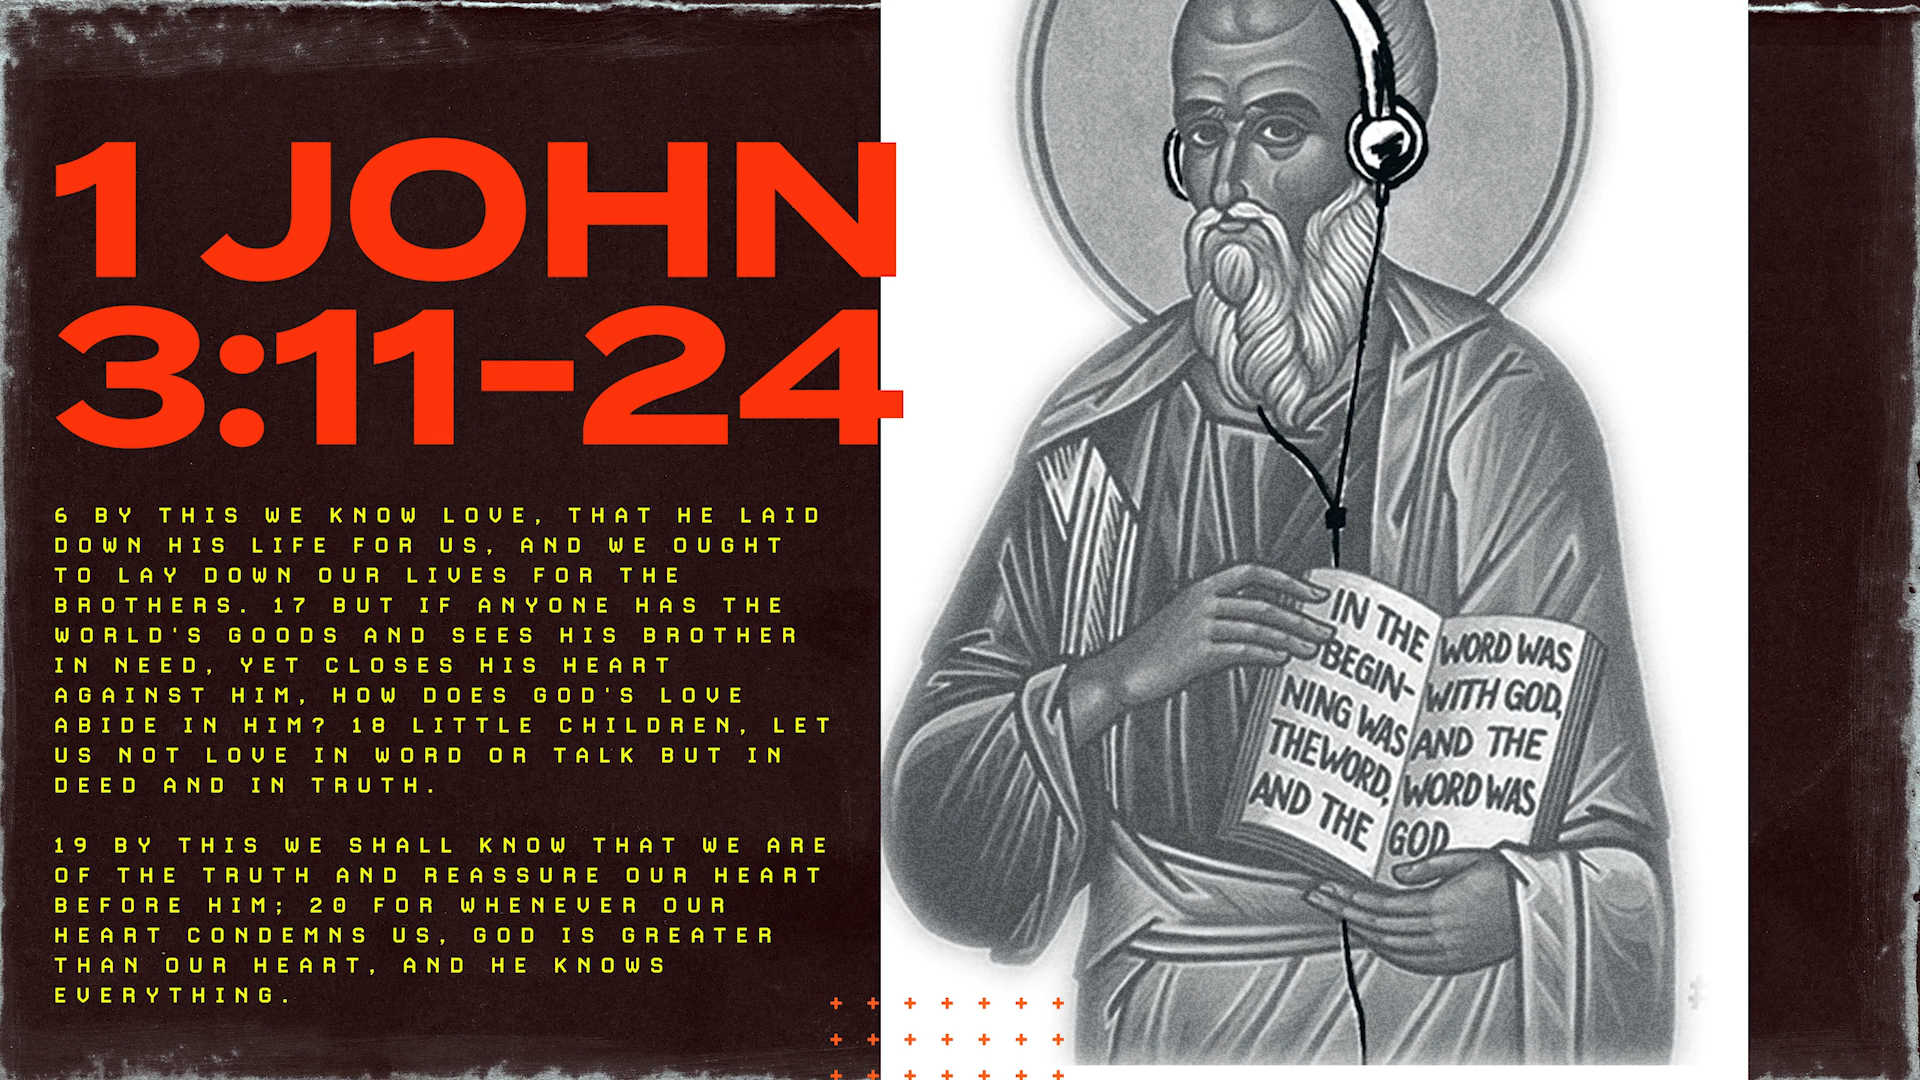 1 JOHN
3:11–24
6 BY THIS WE KNOW LOVE, THAT HE LAID
DOWN HIS LIFE FOR US, AND WE OUGHT
TO LAY DOWN OUR LIVES FOR THE
BROTHERS. 17 BUT IF ANYONE HAS THE
WORLD'S GOODS AND SEES HIS BROTHER
IN NEED, YET CLOSES HIS HEART
AGAINST HIM, HOW DOES GOD'S LOVE
ABIDE IN HIM? 18 LITTLE CHILDREN, LET
US NOT LOVE IN WORD OR TALK BUT IN
DEED AND IN TRUTH.
19 BY THIS WE SHALL KNOW THAT WE ARE
OF THE TRUTH AND REASSURE OUR HEART
BEFORE HIM; 20 FOR WHENEVER OUR
HEART CONDEMNS US, GOD IS GREATER
THAN OUR HEART, AND HE KNOWS
EVERYTHING.
IN THE
BEGIN-
NING WAS
THE WORD,
AND THE
WORD WAS
WITH GOD,
AND THE
WORD WAS
GOD